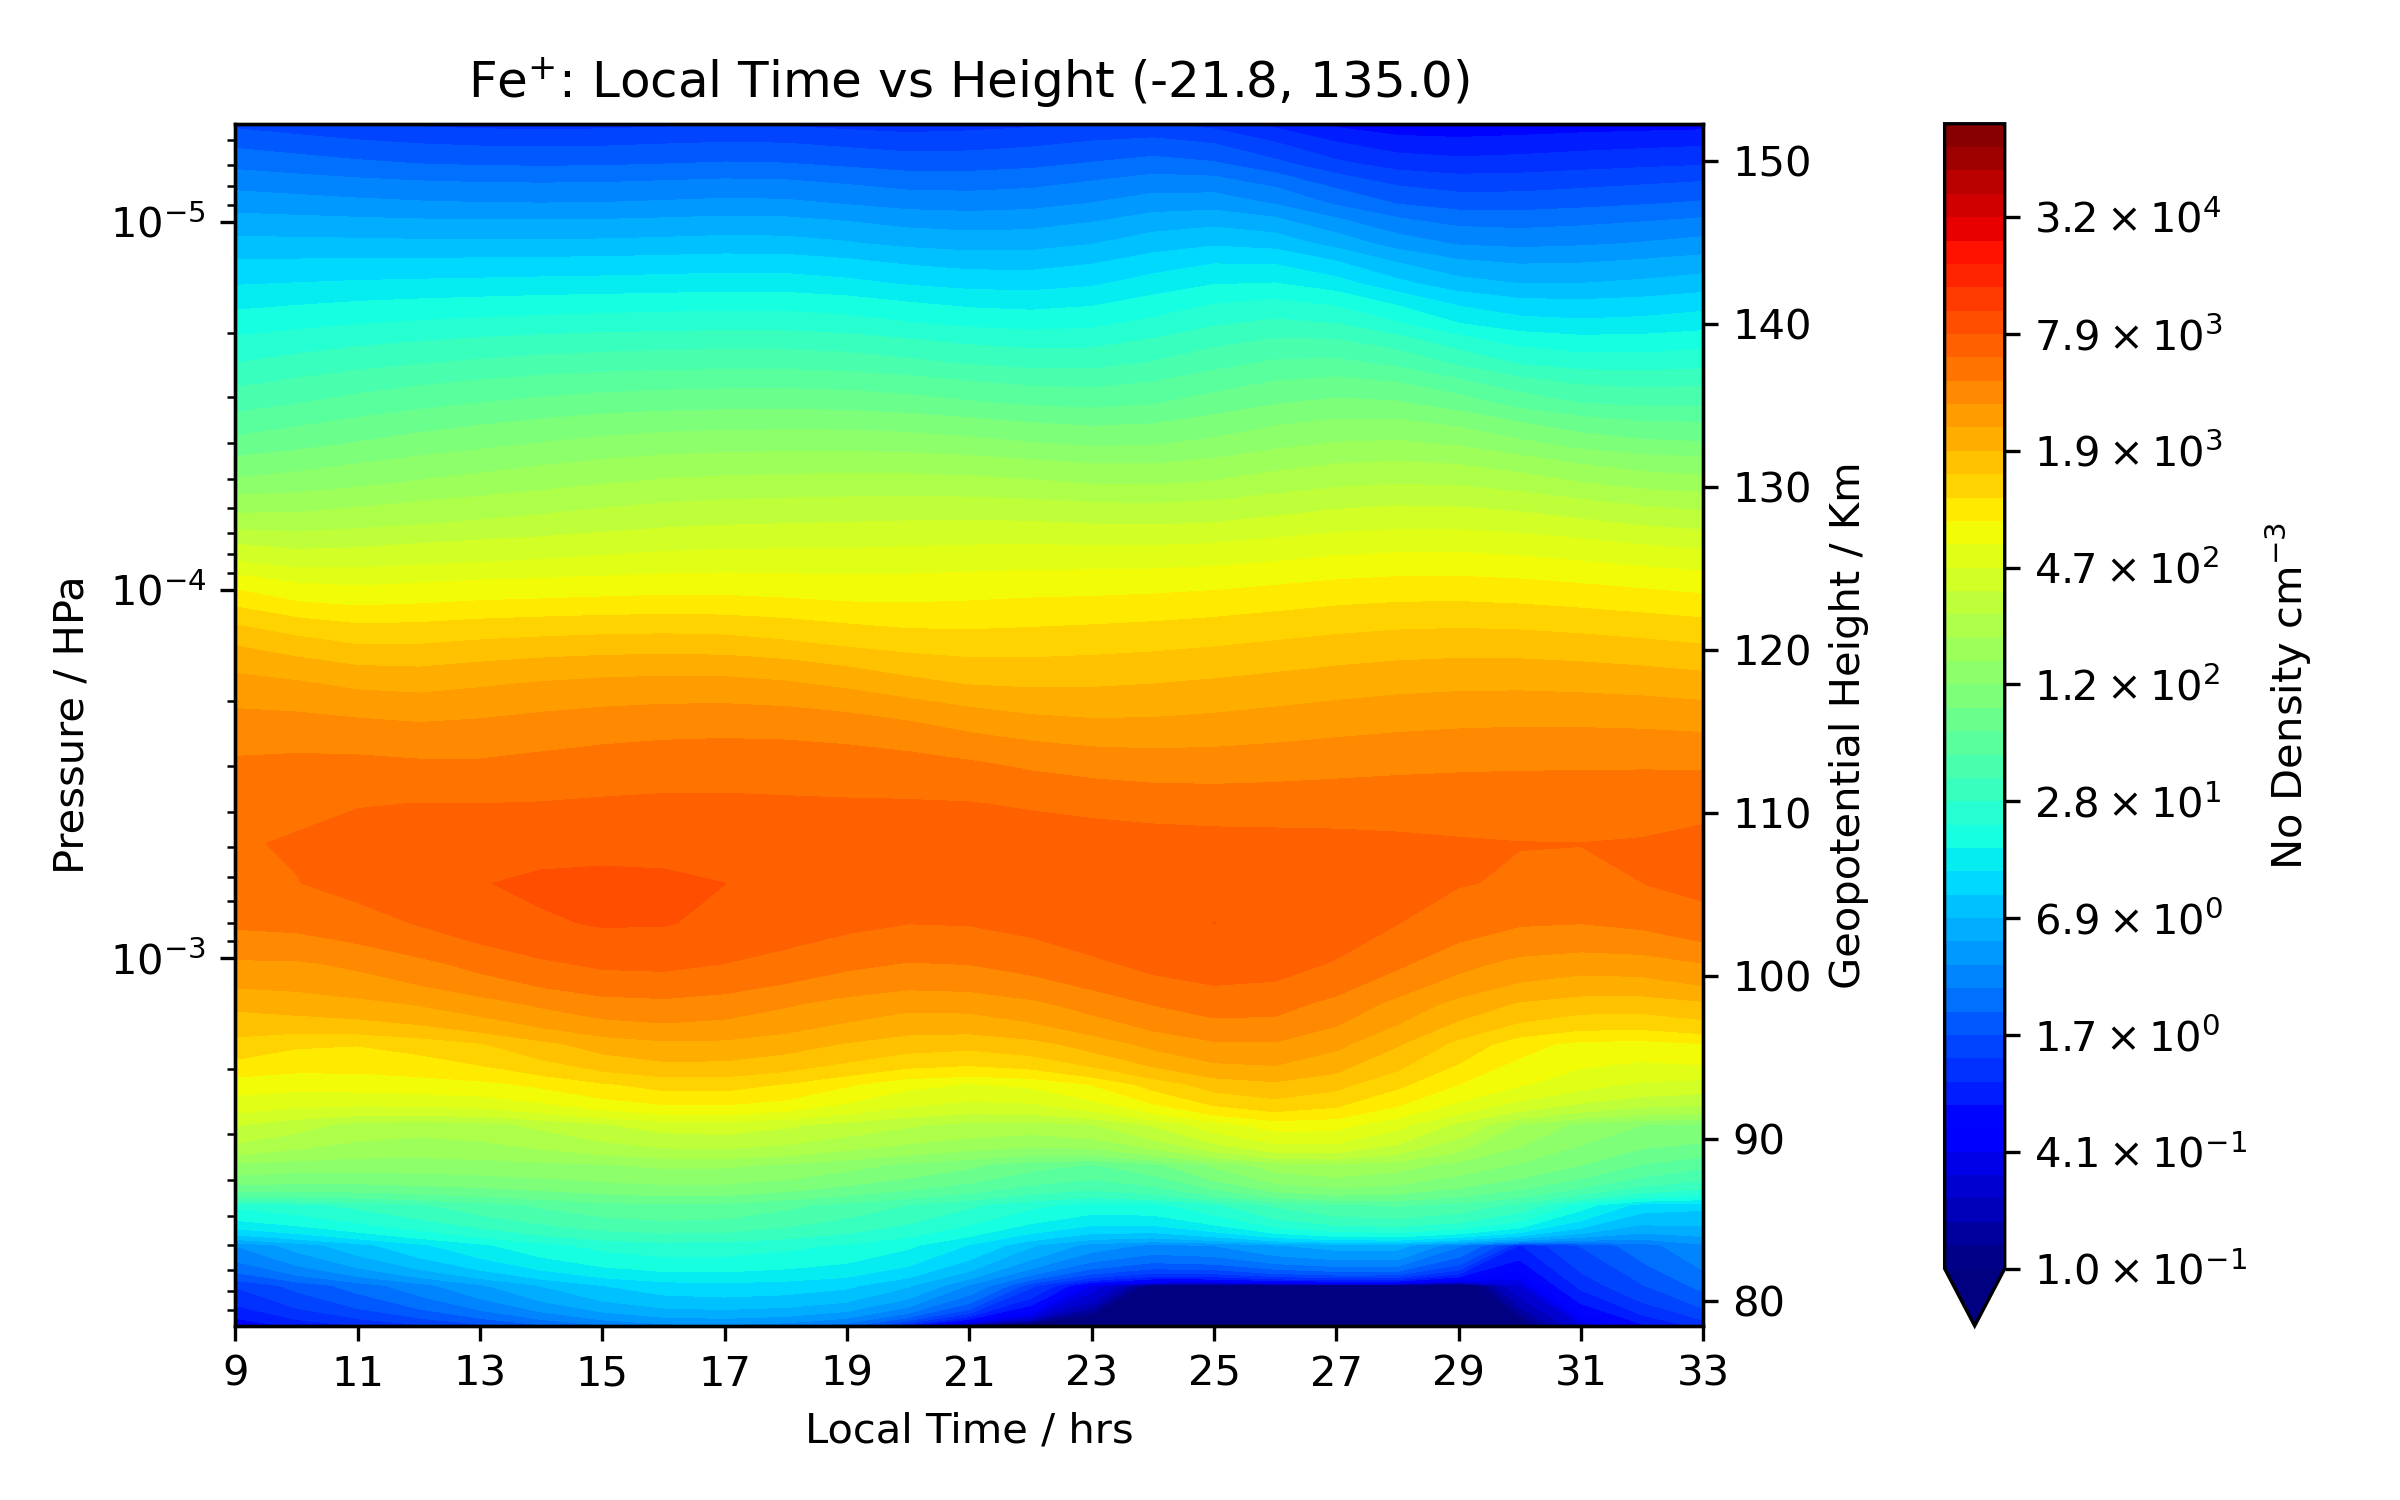 Fe⁺: Local Time vs Height (-21.8, 135.0)
Pressure / HPa
10⁻⁵
10⁻⁴
10⁻³
150
140
130
120
110
100
90
80
Geopotential Height / Km
9 11 13 15 17 19 21 23 25 27 29 31 33
Local Time / hrs
3.2 × 10⁴
7.9 × 10³
1.9 × 10³
4.7 × 10²
1.2 × 10²
2.8 × 10¹
6.9 × 10⁰
1.7 × 10⁰
4.1 × 10⁻¹
1.0 × 10⁻¹
No Density cm⁻³